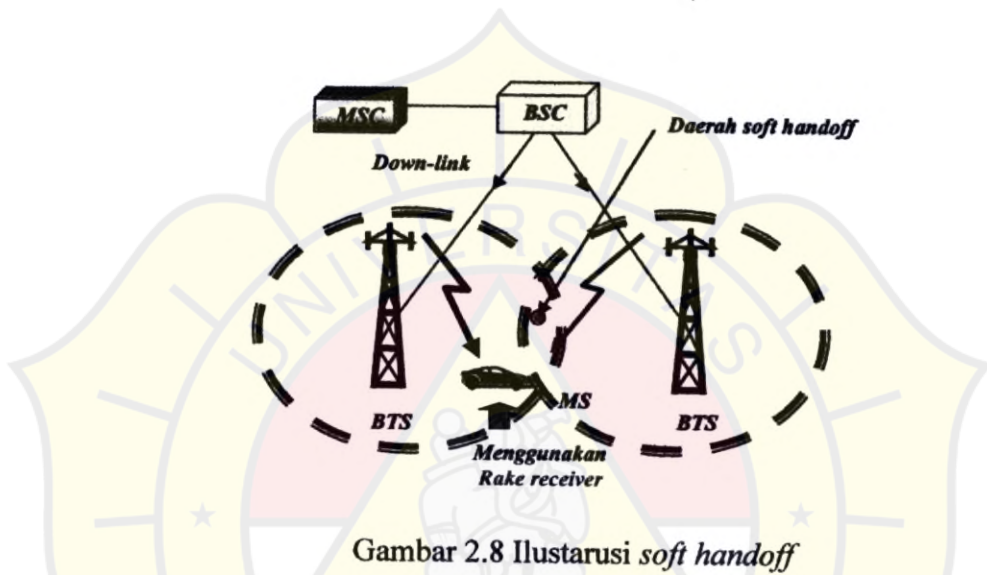 MSC
BSC
Daerah soft handoff
Down-link
UNIVERSITAS
BTS
MS
BTS
Menggunakan
Rake receiver
Gambar 2.8 Ilustarusi soft handoff